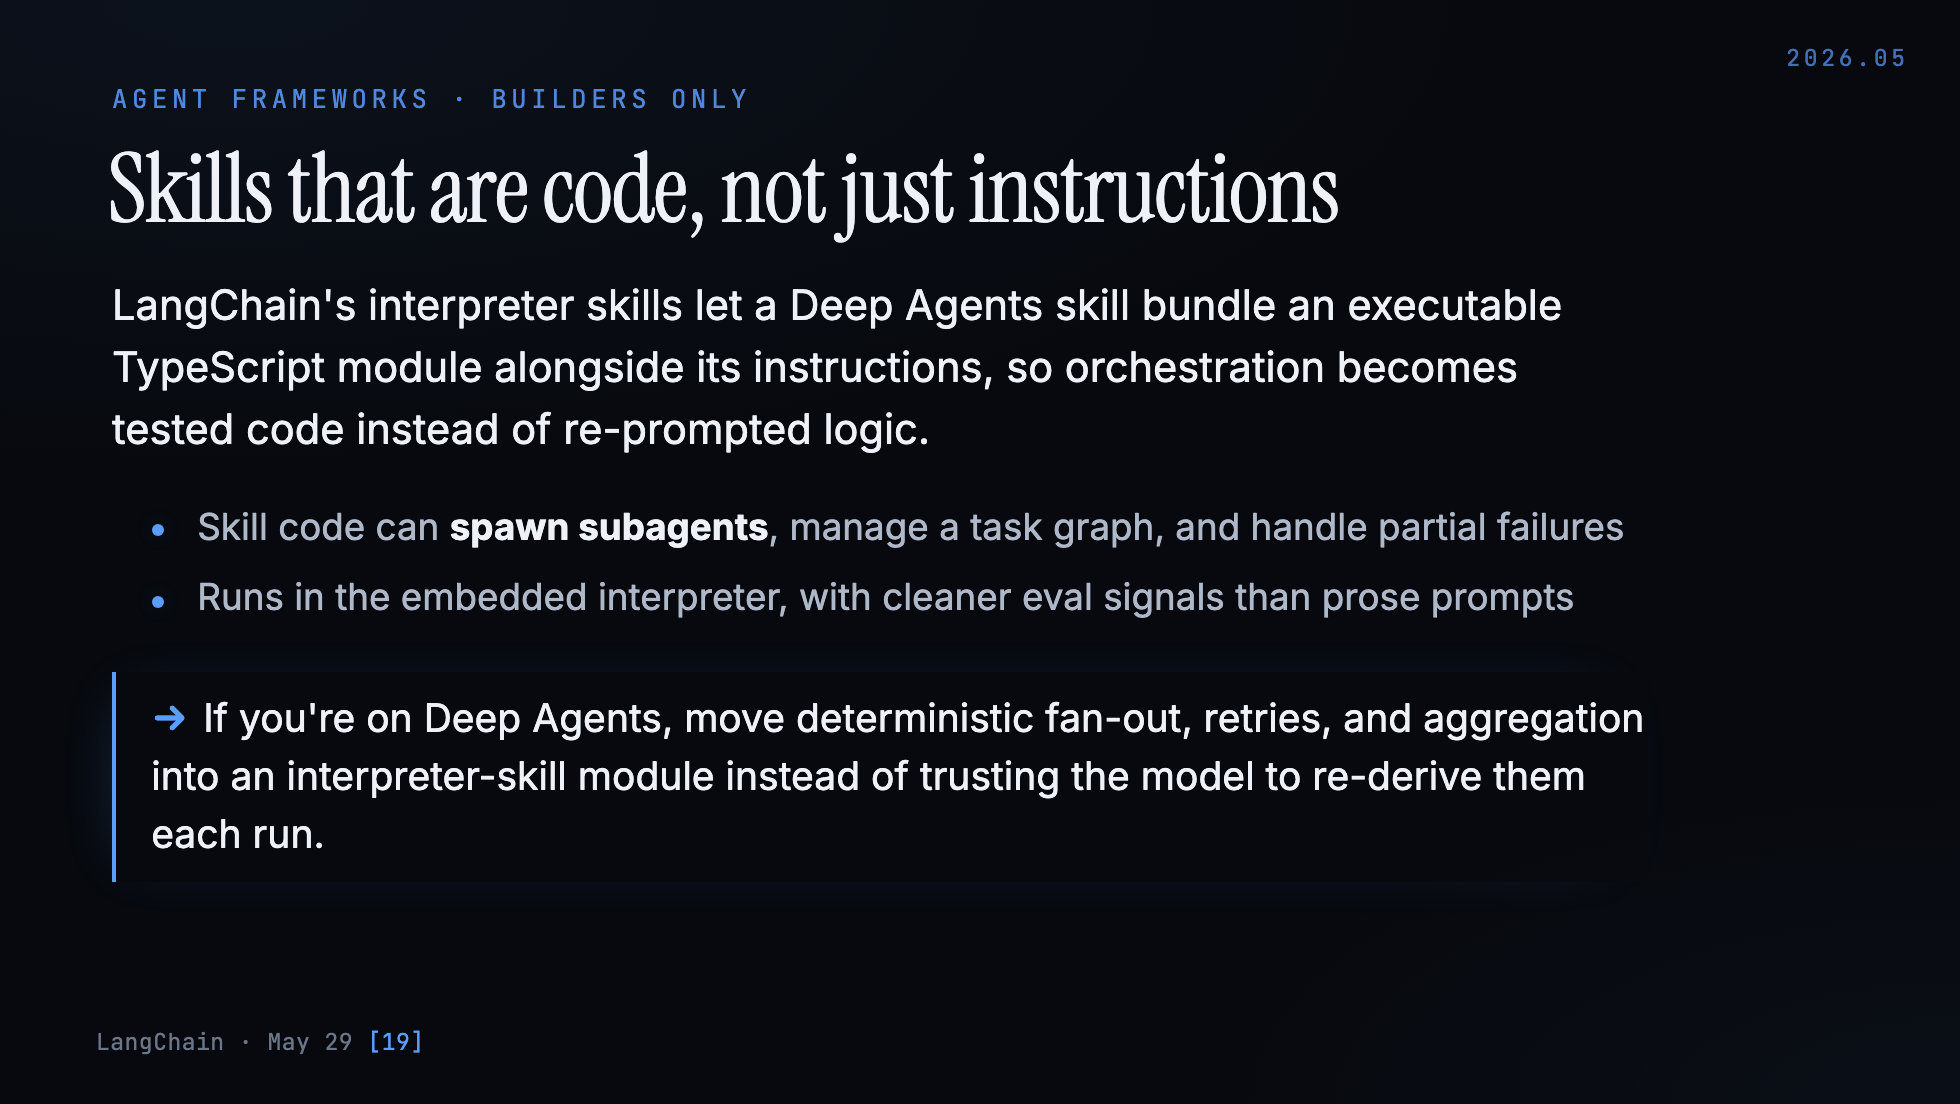 2026.05
AGENT FRAMEWORKS · BUILDERS ONLY
Skills that are code, not just instructions
LangChain's interpreter skills let a Deep Agents skill bundle an executable
TypeScript module alongside its instructions, so orchestration becomes
tested code instead of re-prompted logic.
• Skill code can spawn subagents, manage a task graph, and handle partial failures
• Runs in the embedded interpreter, with cleaner eval signals than prose prompts
→ If you're on Deep Agents, move deterministic fan-out, retries, and aggregation
into an interpreter-skill module instead of trusting the model to re-derive them
each run.
LangChain · May 29 [19]